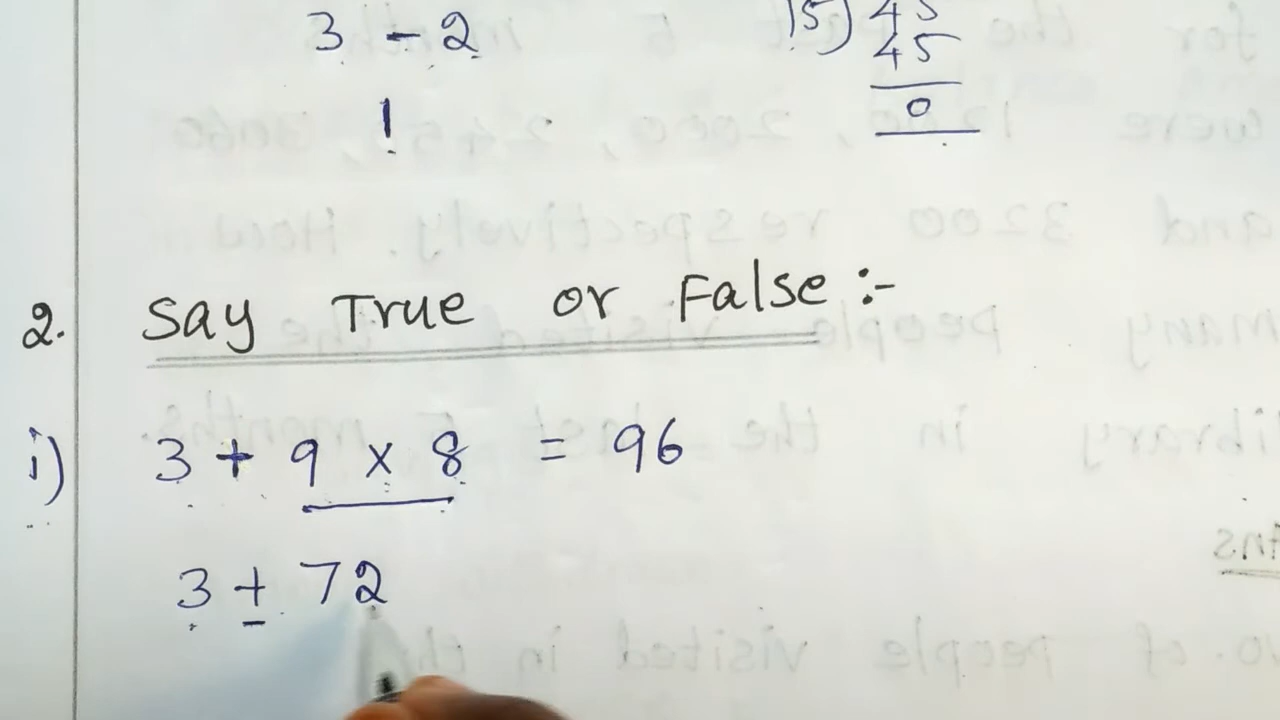 3 - 2
15) 45
45
0
1
2. Say True or False :-
i) 3 + 9 x 8 = 96
3 + 72